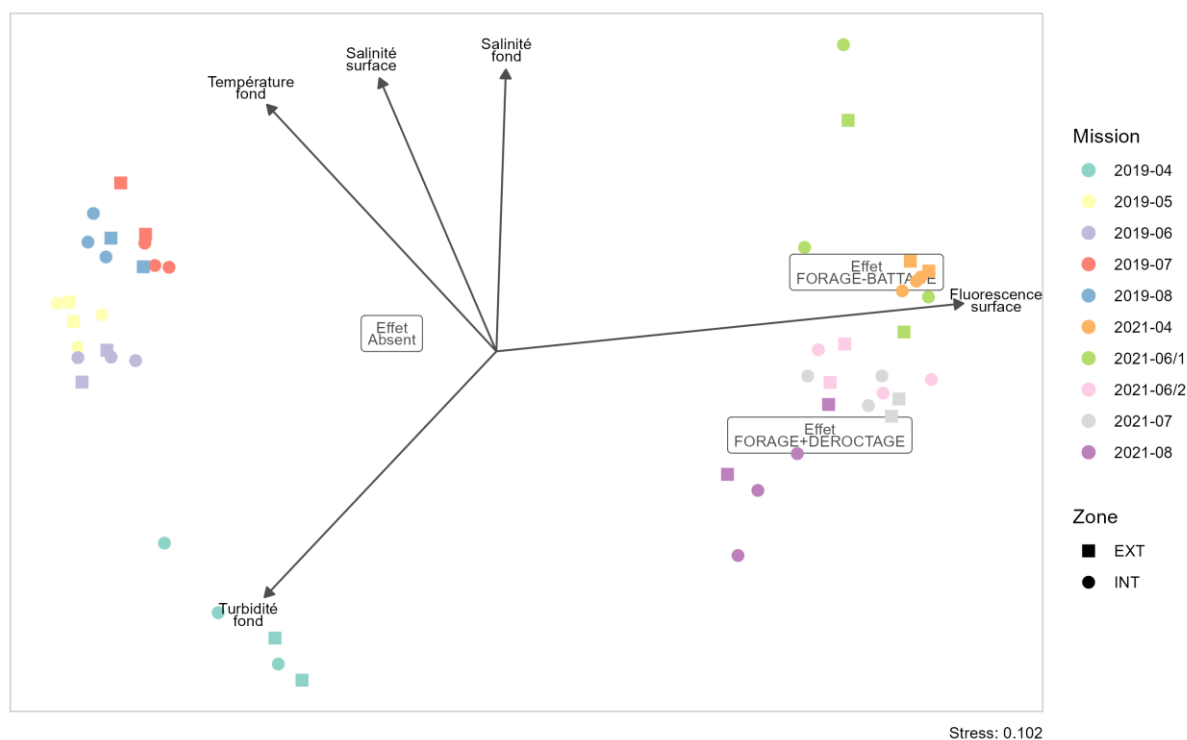 Salinité
fond
Salinité
surface
Température
fond
Effet
FORAGE-BATTAGE
Fluorescence
surface
Effet
Absent
Effet
FORAGE+DEROCTAGE
Turbidité
fond
Mission
2019-04
2019-05
2019-06
2019-07
2019-08
2021-04
2021-06/1
2021-06/2
2021-07
2021-08
Zone
EXT
INT
Stress: 0.102